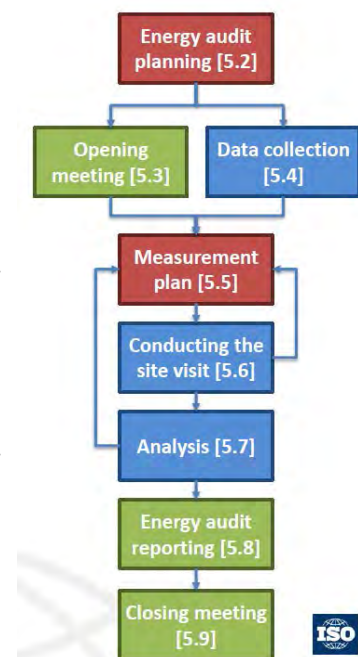 Energy audit
planning [5.2]
Opening
meeting [5.3]
Data collection
[5.4]
Measurement
plan [5.5]
Conducting the
site visit [5.6]
Analysis [5.7]
Energy audit
reporting [5.8]
Closing meeting
[5.9]
ISO